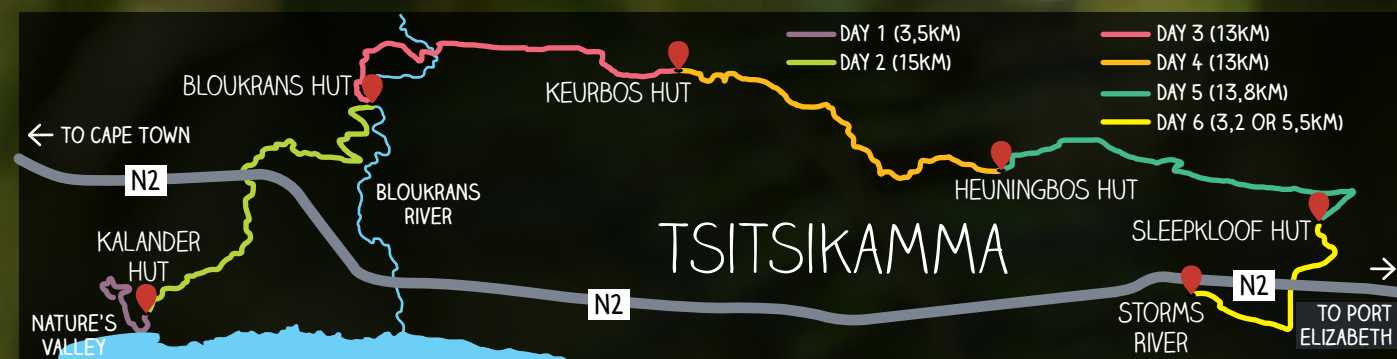 DAY 1 (3,5KM)
DAY 2 (15KM)
DAY 3 (13KM)
DAY 4 (13KM)
DAY 5 (13,8KM)
DAY 6 (3,2 OR 5,5KM)
BLOUKRANS HUT
KEURBOS HUT
← TO CAPE TOWN
N2
BLOUKRANS
RIVER
HEUNINGBOS HUT
KALANDER
HUT
TSITSIKAMMA
SLEEPKLOOF HUT
N2
N2
NATURE'S
VALLEY
STORMS
RIVER
→
TO PORT
ELIZABETH